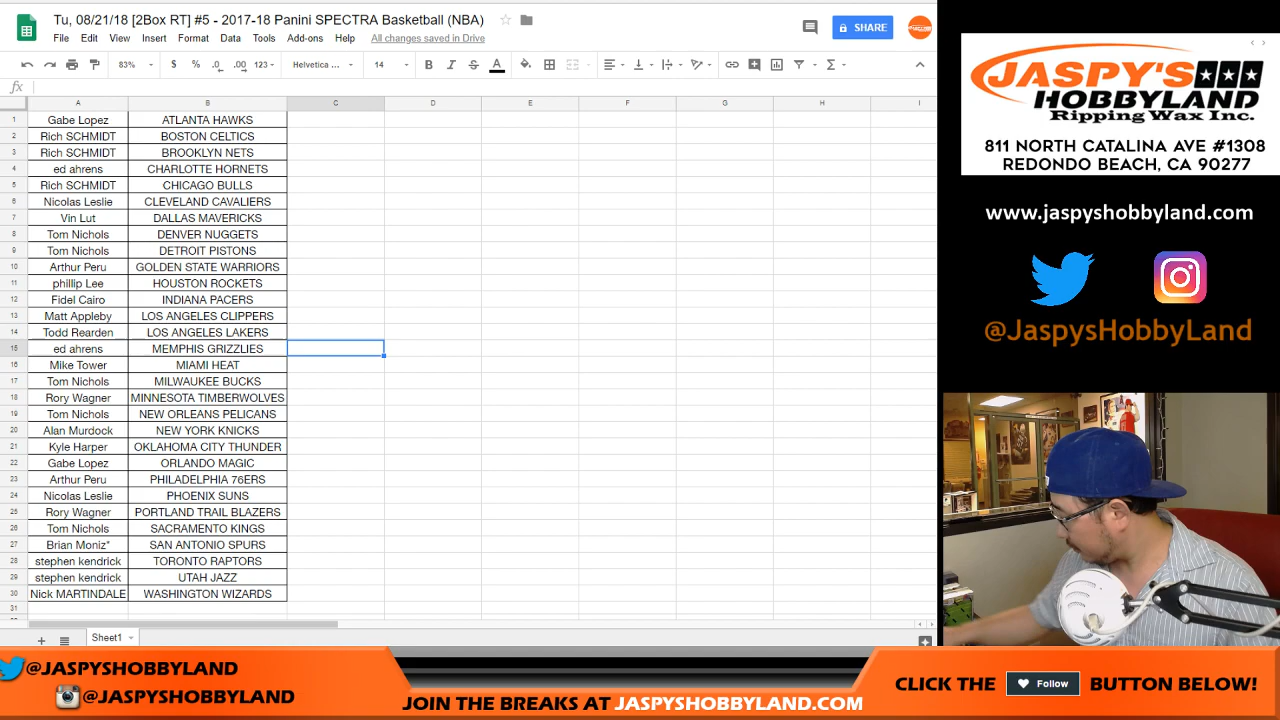 Tu, 08/21/18 [2Box RT] #5 - 2017-18 Panini SPECTRA Basketball (NBA)
SHARE
File Edit View Insert Format Data Tools Add-ons Help All changes saved in Drive
83% $ % .0 .00 123 Helvetica ... 14 B I S A
fx
A B C D E F G H I
1 Gabe Lopez ATLANTA HAWKS
2 Rich SCHMIDT BOSTON CELTICS
3 Rich SCHMIDT BROOKLYN NETS
4 ed ahrens CHARLOTTE HORNETS
5 Rich SCHMIDT CHICAGO BULLS
6 Nicolas Leslie CLEVELAND CAVALIERS
7 Vin Lut DALLAS MAVERICKS
8 Tom Nichols DENVER NUGGETS
9 Tom Nichols DETROIT PISTONS
10 Arthur Peru GOLDEN STATE WARRIORS
11 phillip Lee HOUSTON ROCKETS
12 Fidel Cairo INDIANA PACERS
13 Matt Appleby LOS ANGELES CLIPPERS
14 Todd Rearden LOS ANGELES LAKERS
15 ed ahrens MEMPHIS GRIZZLIES
16 Mike Tower MIAMI HEAT
17 Tom Nichols MILWAUKEE BUCKS
18 Rory Wagner MINNESOTA TIMBERWOLVES
19 Tom Nichols NEW ORLEANS PELICANS
20 Alan Murdock NEW YORK KNICKS
21 Kyle Harper OKLAHOMA CITY THUNDER
22 Gabe Lopez ORLANDO MAGIC
23 Arthur Peru PHILADELPHIA 76ERS
24 Nicolas Leslie PHOENIX SUNS
25 Rory Wagner PORTLAND TRAIL BLAZERS
26 Tom Nichols SACRAMENTO KINGS
27 Brian Moniz* SAN ANTONIO SPURS
28 stephen kendrick TORONTO RAPTORS
29 stephen kendrick UTAH JAZZ
30 Nick MARTINDALE WASHINGTON WIZARDS
31
Sheet1
JASPY'S
HOBBYLAND
Ripping Wax Inc.
811 NORTH CATALINA AVE #1308
REDONDO BEACH, CA 90277
www.jaspyshobbyland.com
@JaspysHobbyLand
@JASPYSHOBBYLAND
@JASPYSHOBBYLAND
JOIN THE BREAKS AT JASPYSHOBBYLAND.COM
CLICK THE Follow BUTTON BELOW!